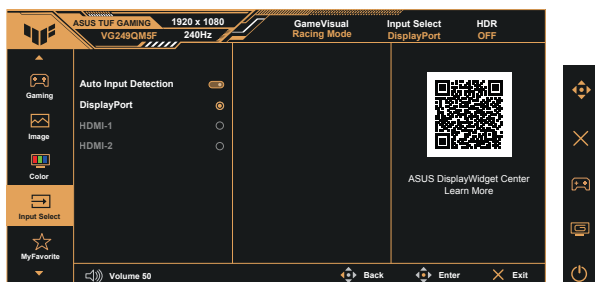 ASUS TUF GAMING
VG249QM5F
1920 x 1080
240Hz
GameVisual
Racing Mode
Input Select
DisplayPort
HDR
OFF
Gaming
Image
Color
Input Select
MyFavorite
Auto Input Detection
DisplayPort
HDMI-1
HDMI-2
ASUS DisplayWidget Center
Learn More
Volume 50
Back
Enter
Exit